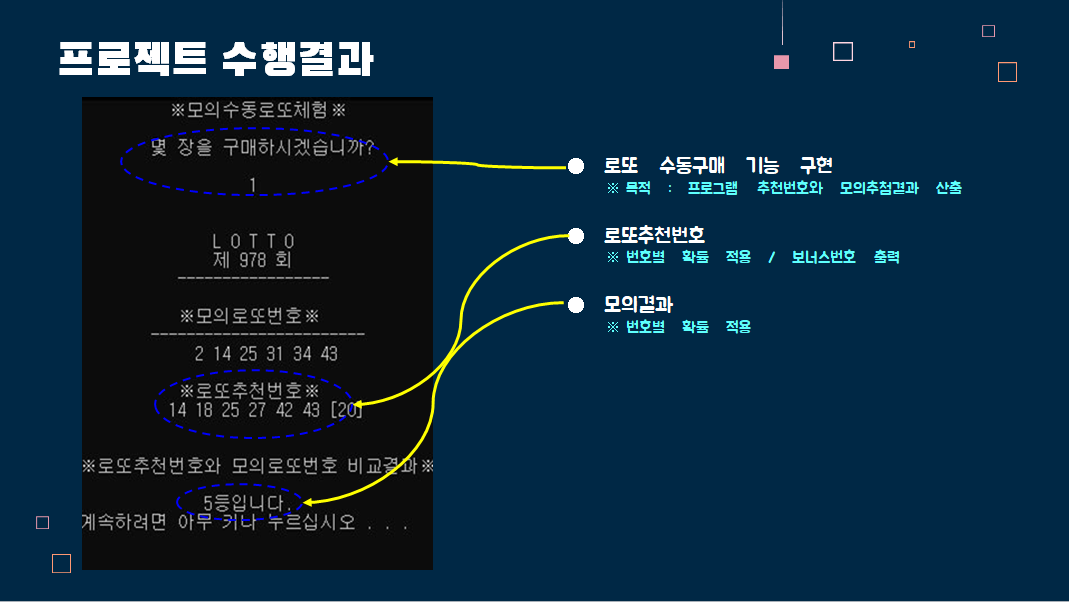 프로젝트 수행결과
※모의수동로또체험※
몇 장을 구매하시겠습니까?
1
L O T T O
제 978 회
------------------
※모의로또번호※
-------------------------
2 14 25 31 34 43
※로또추천번호※
14 18 25 27 42 43 [20]
※로또추천번호와 모의로또번호 비교결과※
5등입니다.
계속하려면 아무 키나 누르십시오 . . .
로또 수동구매 기능 구현
※ 목적 : 프로그램 추천번호와 모의추첨결과 산출
로또추천번호
※ 번호별 확률 적용 / 보너스번호 출력
모의결과
※ 번호별 확률 적용